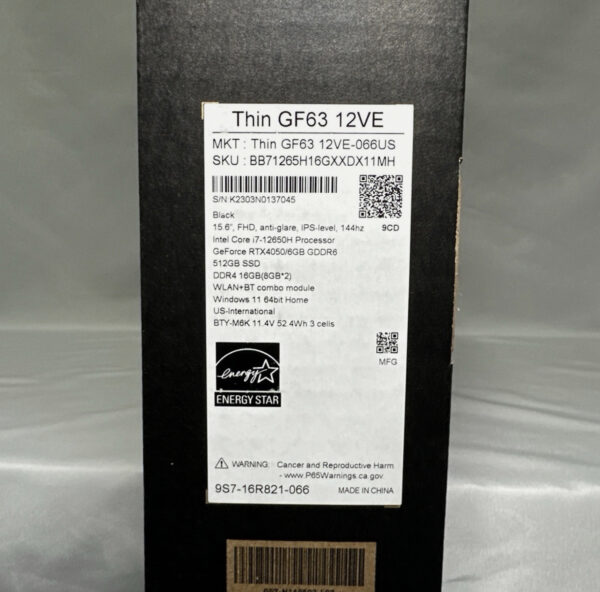 Thin GF63 12VE
MKT : Thin GF63 12VE-066US
SKU : BB71265H16GXXDX11MH
S/N K2303N0137045
Black
15.6", FHD, anti-glare, IPS-level, 144hz
9CD
Intel Core i7-12650H Processor
GeForce RTX4050/6GB GDDR6
512GB SSD
DDR4 16GB(8GB*2)
WLAN+BT combo module
Windows 11 64bit Home
US-International
BTY-M6K 11.4V 52.4Wh 3 cells
MFG
energy
ENERGY STAR
WARNING: Cancer and Reproductive Harm
- www.P65Warnings.ca.gov
9S7-16R821-066
MADE IN CHINA